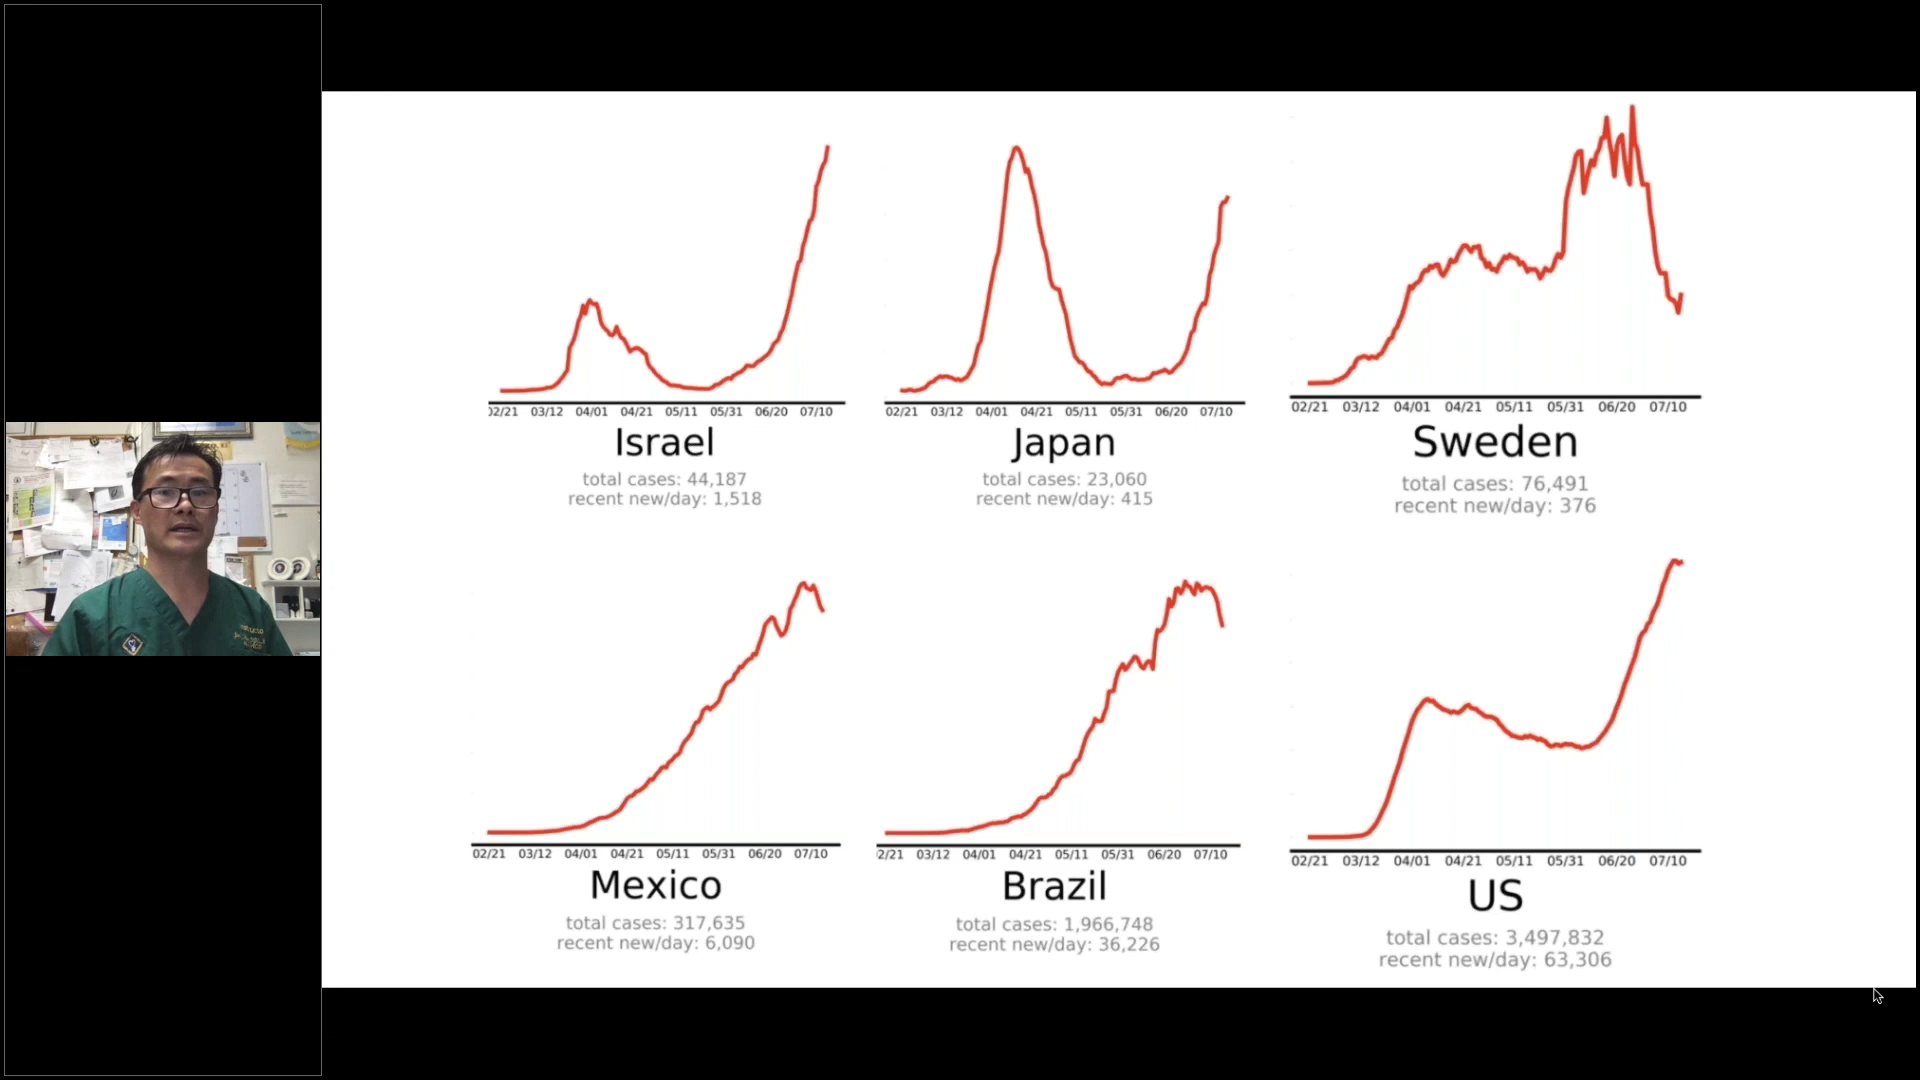 02/21 03/12 04/01 04/21 05/11 05/31 06/20 07/10
Israel
total cases: 44,187
recent new/day: 1,518
02/21 03/12 04/01 04/21 05/11 05/31 06/20 07/10
Japan
total cases: 23,060
recent new/day: 415
02/21 03/12 04/01 04/21 05/11 05/31 06/20 07/10
Sweden
total cases: 76,491
recent new/day: 376
02/21 03/12 04/01 04/21 05/11 05/31 06/20 07/10
Mexico
total cases: 317,635
recent new/day: 6,090
02/21 03/12 04/01 04/21 05/11 05/31 06/20 07/10
Brazil
total cases: 1,966,748
recent new/day: 36,226
02/21 03/12 04/01 04/21 05/11 05/31 06/20 07/10
US
total cases: 3,497,832
recent new/day: 63,306